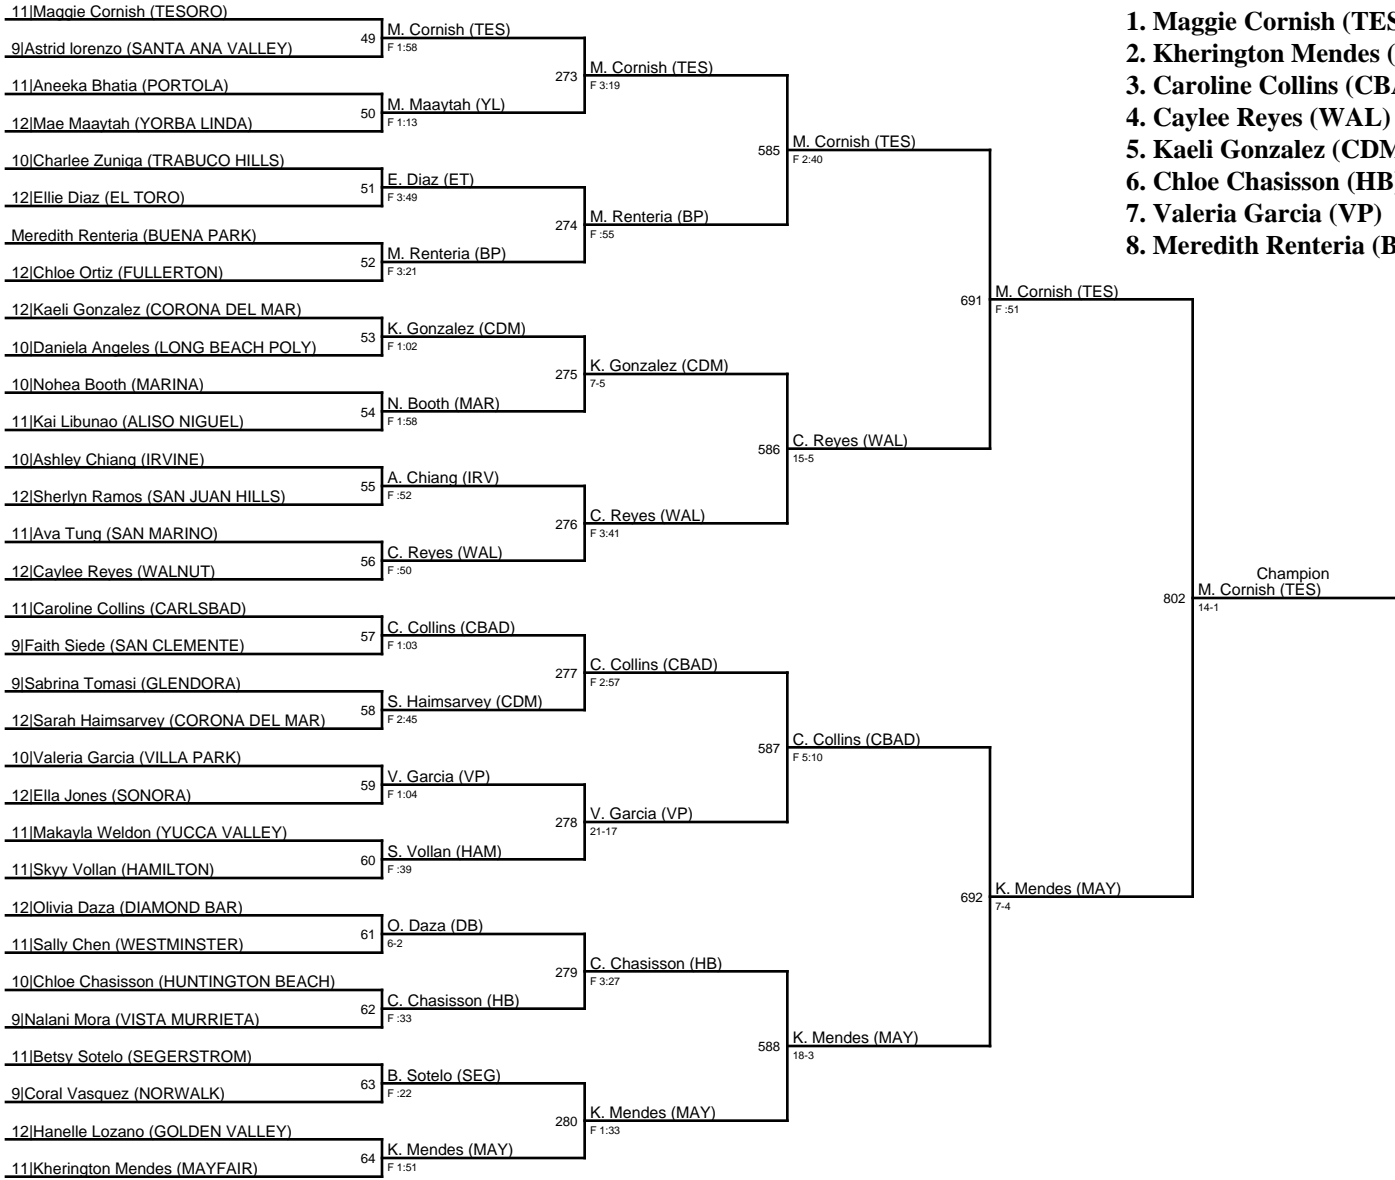 11|Maggie Cornish (TESORO)
9|Astrid lorenzo (SANTA ANA VALLEY)
11|Aneeka Bhatia (PORTOLA)
12|Mae Maaytah (YORBA LINDA)
10|Charlee Zuniga (TRABUCO HILLS)
12|Ellie Diaz (EL TORO)
Meredith Renteria (BUENA PARK)
12|Chloe Ortiz (FULLERTON)
12|Kaeli Gonzalez (CORONA DEL MAR)
10|Daniela Angeles (LONG BEACH POLY)
10|Nohea Booth (MARINA)
11|Kai Libunao (ALISO NIGUEL)
10|Ashley Chiang (IRVINE)
12|Sherlyn Ramos (SAN JUAN HILLS)
11|Ava Tung (SAN MARINO)
12|Caylee Reyes (WALNUT)
11|Caroline Collins (CARLSBAD)
9|Faith Siede (SAN CLEMENTE)
9|Sabrina Tomasi (GLENDORA)
12|Sarah Haimsarvey (CORONA DEL MAR)
10|Valeria Garcia (VILLA PARK)
12|Ella Jones (SONORA)
11|Makayla Weldon (YUCCA VALLEY)
11|Skyy Vollan (HAMILTON)
12|Olivia Daza (DIAMOND BAR)
11|Sally Chen (WESTMINSTER)
10|Chloe Chasisson (HUNTINGTON BEACH)
9|Nalani Mora (VISTA MURRIETA)
11|Betsy Sotelo (SEGERSTROM)
9|Coral Vasquez (NORWALK)
12|Hanelle Lozano (GOLDEN VALLEY)
11|Kherington Mendes (MAYFAIR)
49 M. Cornish (TES)
F 1:58
50 M. Maaytah (YL)
F 1:13
51 E. Diaz (ET)
F 3:49
52 M. Renteria (BP)
F 3:21
53 K. Gonzalez (CDM)
F 1:02
54 N. Booth (MAR)
F 1:58
55 A. Chiang (IRV)
F :52
56 C. Reyes (WAL)
F :50
57 C. Collins (CBAD)
F 1:03
58 S. Haimsarvey (CDM)
F 2:45
59 V. Garcia (VP)
F 1:04
60 S. Vollan (HAM)
F :39
61 O. Daza (DB)
6-2
62 C. Chasisson (HB)
F :33
63 B. Sotelo (SEG)
F :22
64 K. Mendes (MAY)
F 1:51
273 M. Cornish (TES)
F 3:19
274 M. Renteria (BP)
F :55
275 K. Gonzalez (CDM)
7-5
276 C. Reyes (WAL)
F 3:41
277 C. Collins (CBAD)
F 2:57
278 V. Garcia (VP)
21-17
279 C. Chasisson (HB)
F 3:27
280 K. Mendes (MAY)
F 1:33
585 M. Cornish (TES)
F 2:40
586 C. Reyes (WAL)
15-5
587 C. Collins (CBAD)
F 5:10
588 K. Mendes (MAY)
18-3
691 M. Cornish (TES)
F :51
692 K. Mendes (MAY)
7-4
Champion
802 M. Cornish (TES)
14-1
1. Maggie Cornish (TES
2. Kherington Mendes (
3. Caroline Collins (CBA
4. Caylee Reyes (WAL)
5. Kaeli Gonzalez (CDM
6. Chloe Chasisson (HB
7. Valeria Garcia (VP)
8. Meredith Renteria (B